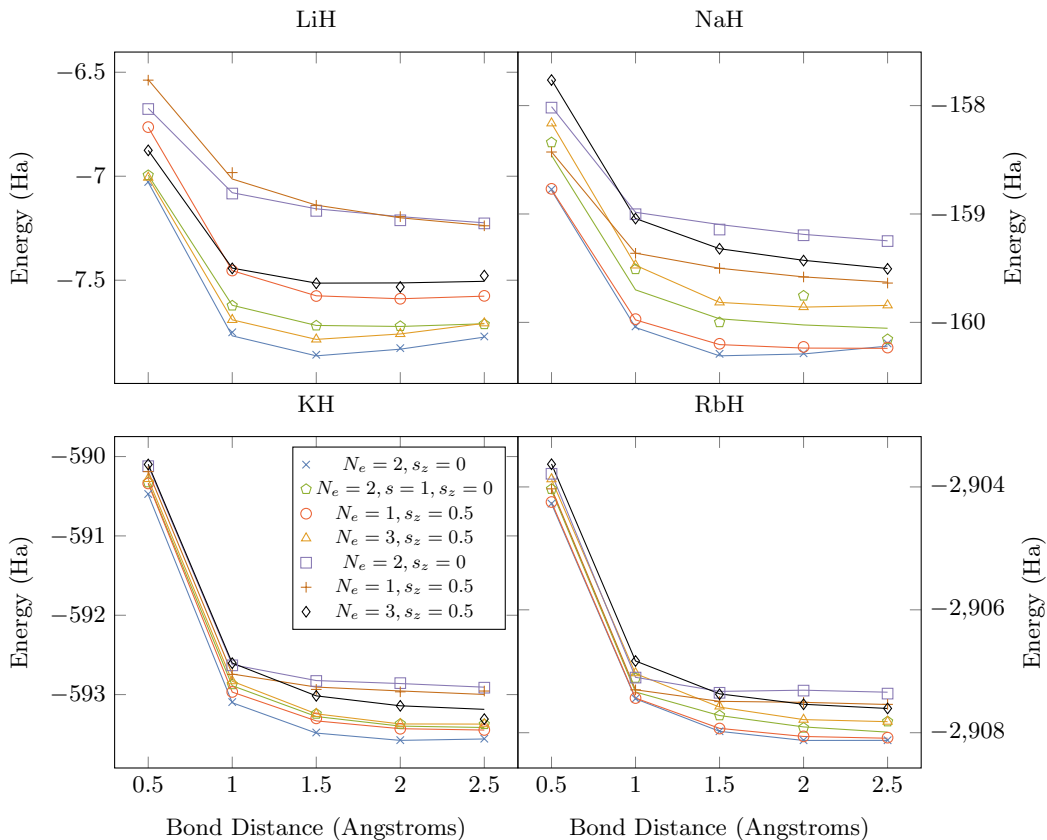 LiH
NaH
−6.5
−7
−7.5
Energy (Ha)
−158
−159
−160
Energy (Ha)
KH
RbH
−590
−591
−592
−593
Energy (Ha)
N_e = 2, s_z = 0
N_e = 2, s = 1, s_z = 0
N_e = 1, s_z = 0.5
N_e = 3, s_z = 0.5
N_e = 2, s_z = 0
N_e = 1, s_z = 0.5
N_e = 3, s_z = 0.5
−2,904
−2,906
−2,908
Energy (Ha)
0.5 1 1.5 2 2.5
0.5 1 1.5 2 2.5
Bond Distance (Angstroms)
Bond Distance (Angstroms)